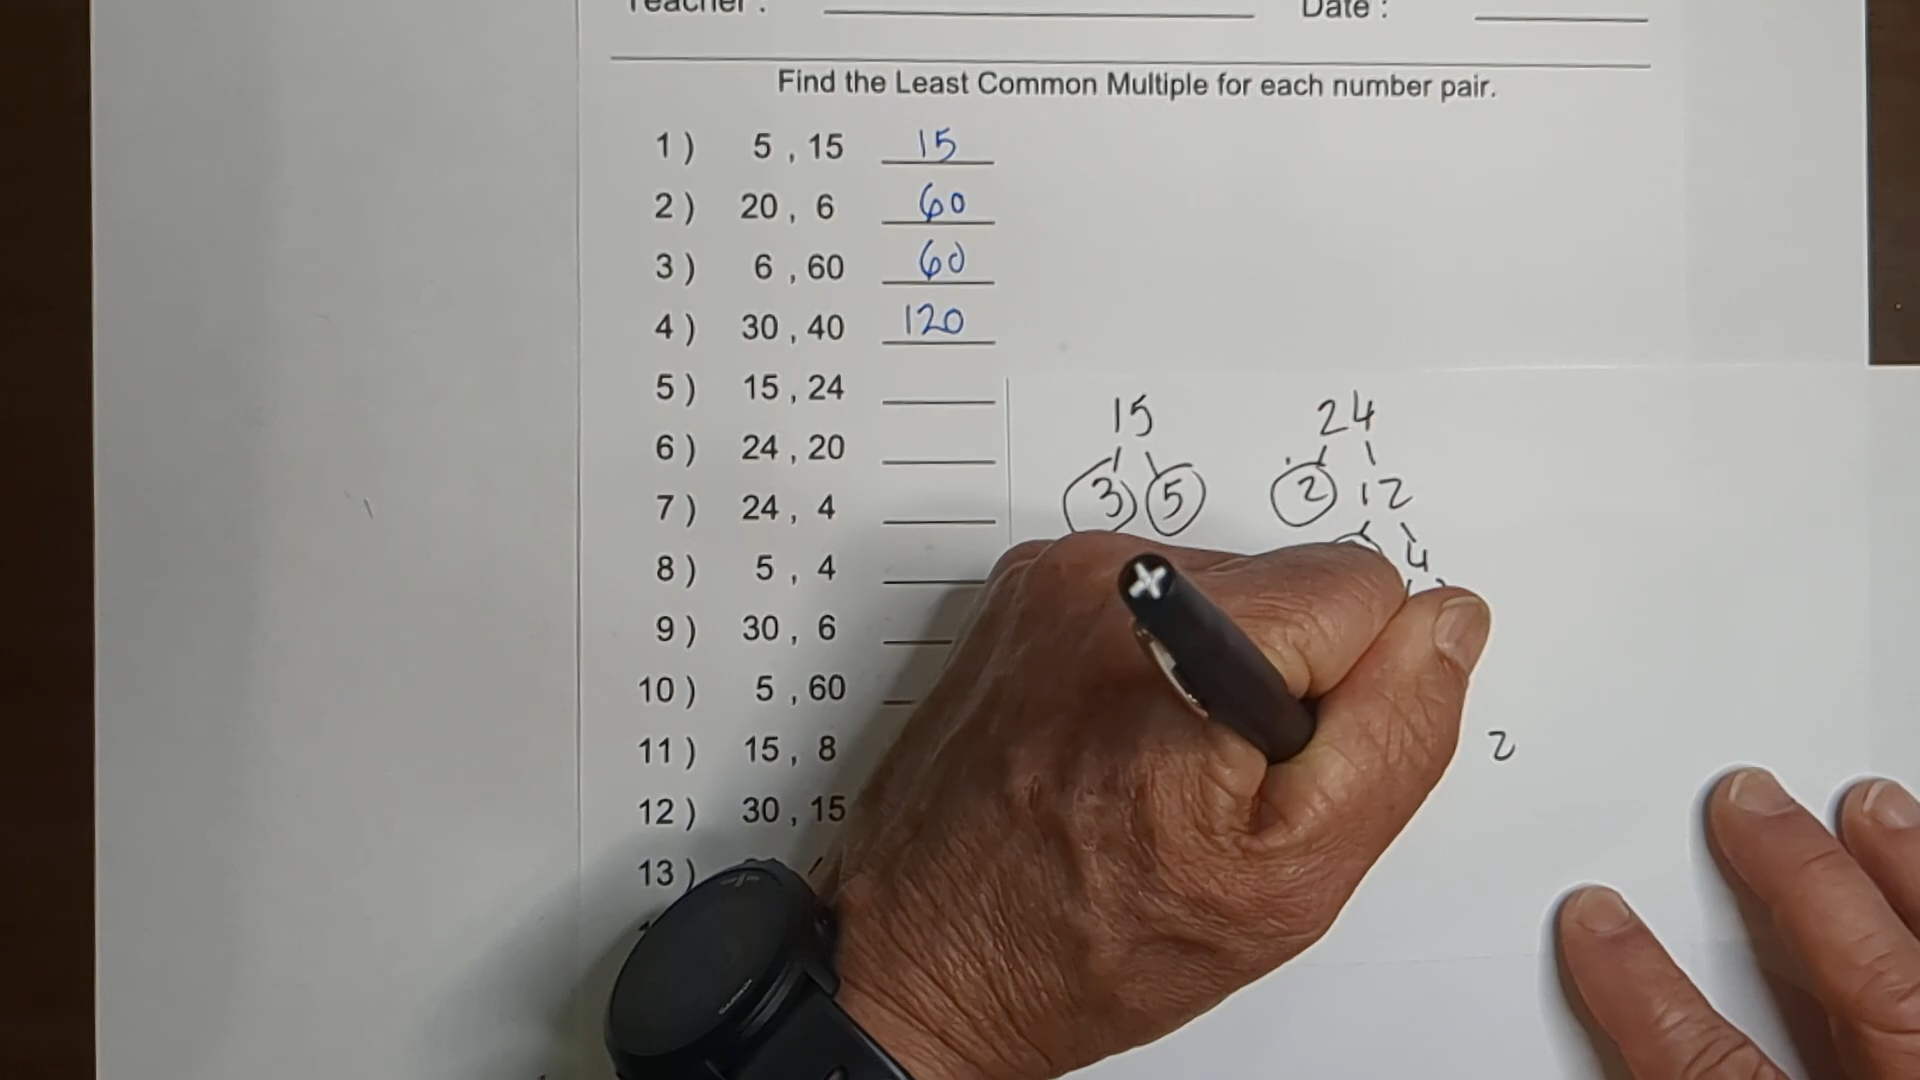 Teacher :    Date :
Find the Least Common Multiple for each number pair.
1 ) 5 , 15 15
2 ) 20 , 6 60
3 ) 6 , 60 60
4 ) 30 , 40 120
5 ) 15 , 24
6 ) 24 , 20
7 ) 24 , 4
8 ) 5 , 4
9 ) 30 , 6
10 ) 5 , 60
11 ) 15 , 8
12 ) 30 , 15
13 )
15 24
3 5 2 12
4
2